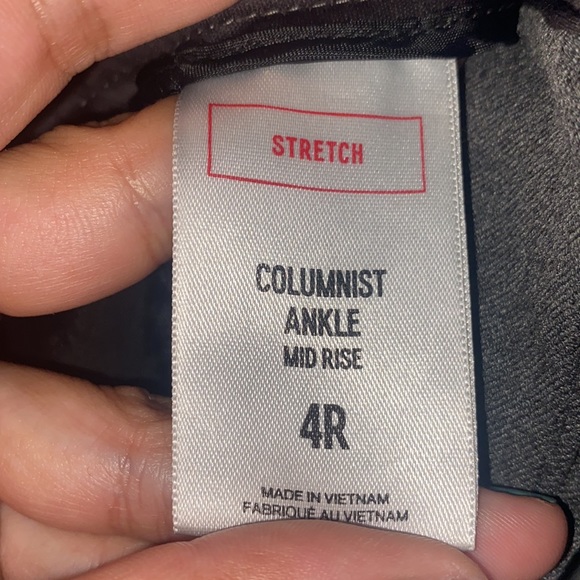 STRETCH
COLUMNIST
ANKLE
MID RISE
4R
MADE IN VIETNAM
FABRIQUÉ AU VIETNAM